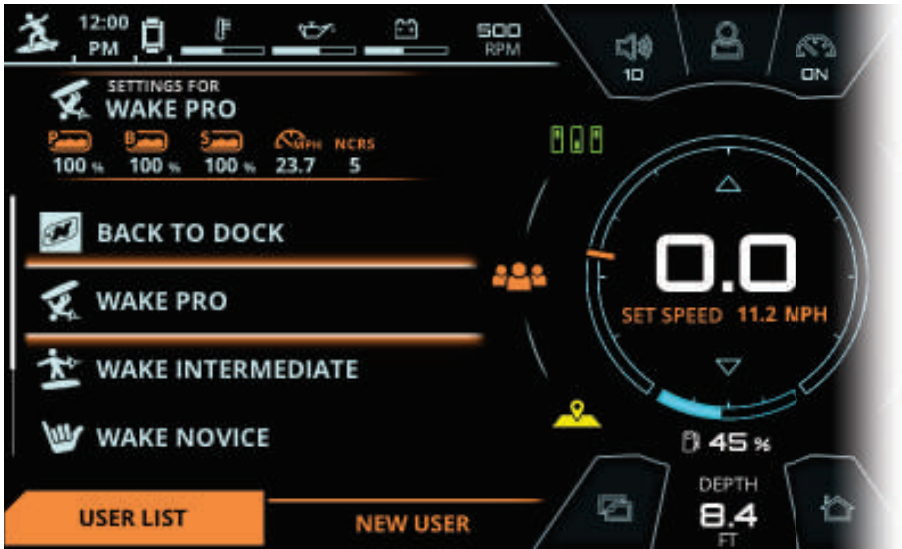 12:00
PM
500
RPM
10
ON
SETTINGS FOR
WAKE PRO
P B S MPH NCRS
100 % 100 % 100 % 23.7 5
BACK TO DOCK
WAKE PRO
WAKE INTERMEDIATE
WAKE NOVICE
0.0
SET SPEED 11.2 MPH
45 %
DEPTH
8.4
FT
USER LIST
NEW USER